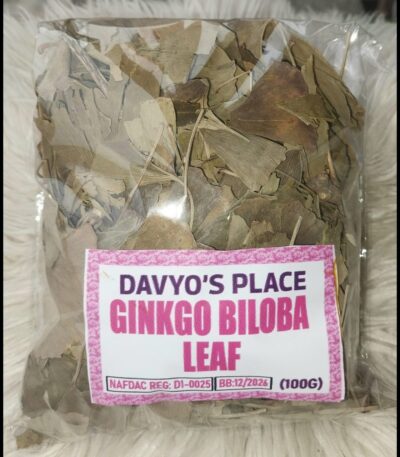 DAVYO'S PLACE
GINKGO BILOBA
LEAF
NAFDAC REG: D1-0025 BB:12/2026 (100G)